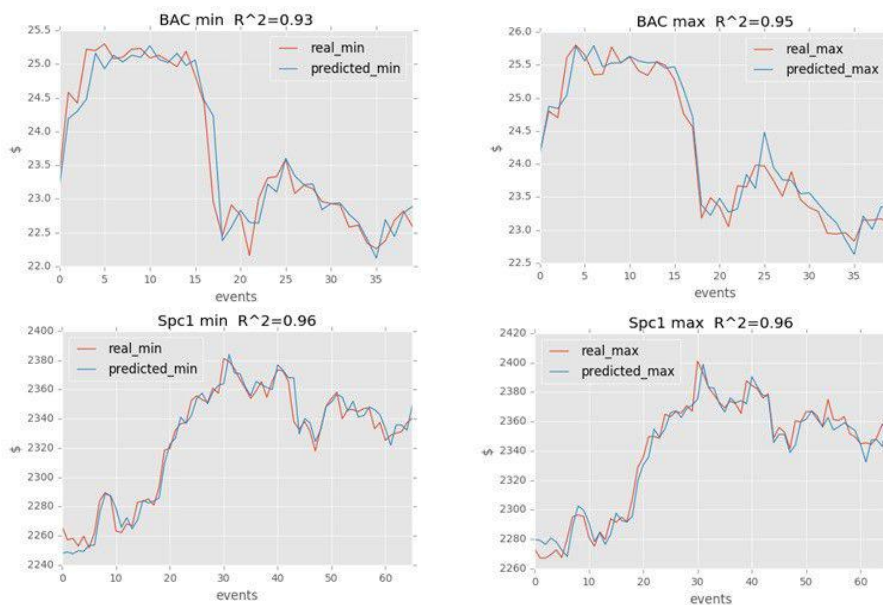 BAC min R^2=0.93
25.5
25.0
24.5
24.0
23.5
23.0
22.5
22.0
$
real_min
predicted_min
0 5 10 15 20 25 30 35
events
BAC max R^2=0.95
26.0
25.5
25.0
24.5
24.0
23.5
23.0
22.5
$
real_max
predicted_max
0 5 10 15 20 25 30 35
events
Spc1 min R^2=0.96
2400
2380
2360
2340
2320
2300
2280
2260
2240
$
real_min
predicted_min
0 10 20 30 40 50 60
events
Spc1 max R^2=0.96
2420
2400
2380
2360
2340
2320
2300
2280
2260
$
real_max
predicted_max
0 10 20 30 40 50 60
events